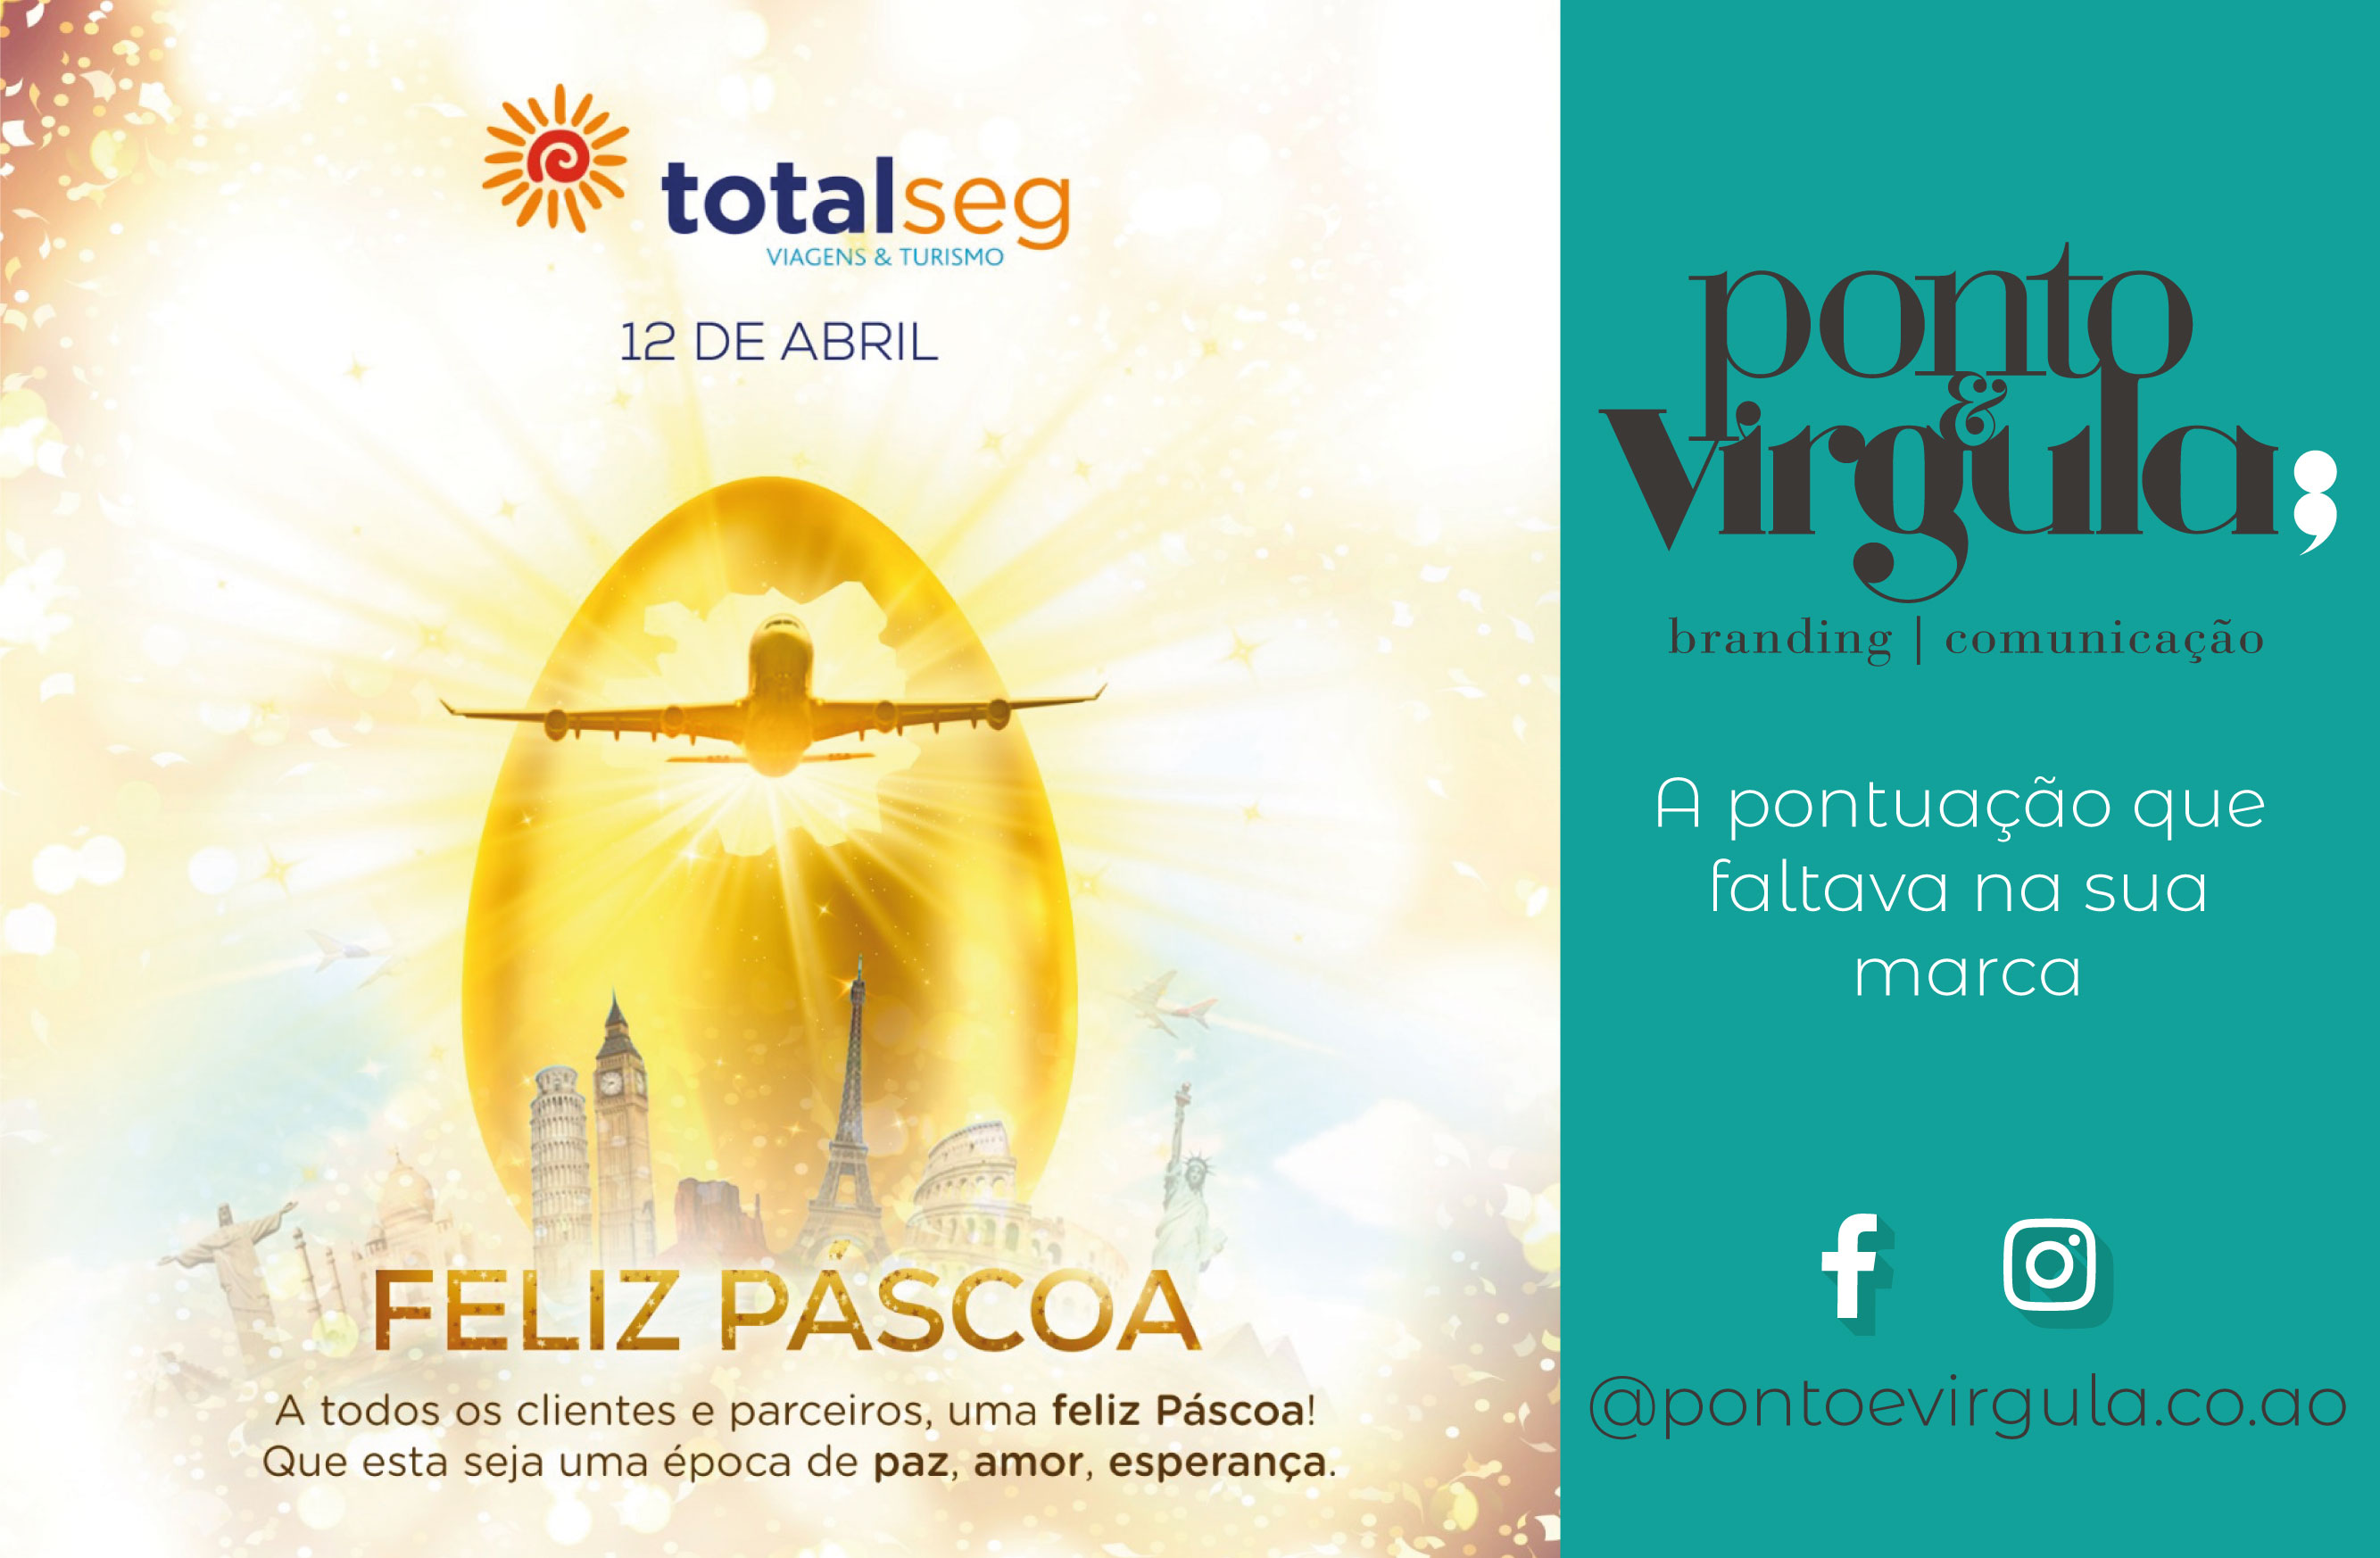 totalseg
VIAGENS & TURISMO
12 DE ABRIL
FELIZ PÁSCOA
A todos os clientes e parceiros, uma feliz Páscoa!
Que esta seja uma época de paz, amor, esperança.
ponto
&
virgula;
branding | comunicação
A pontuação que
faltava na sua
marca
@pontoevirgula.co.ao